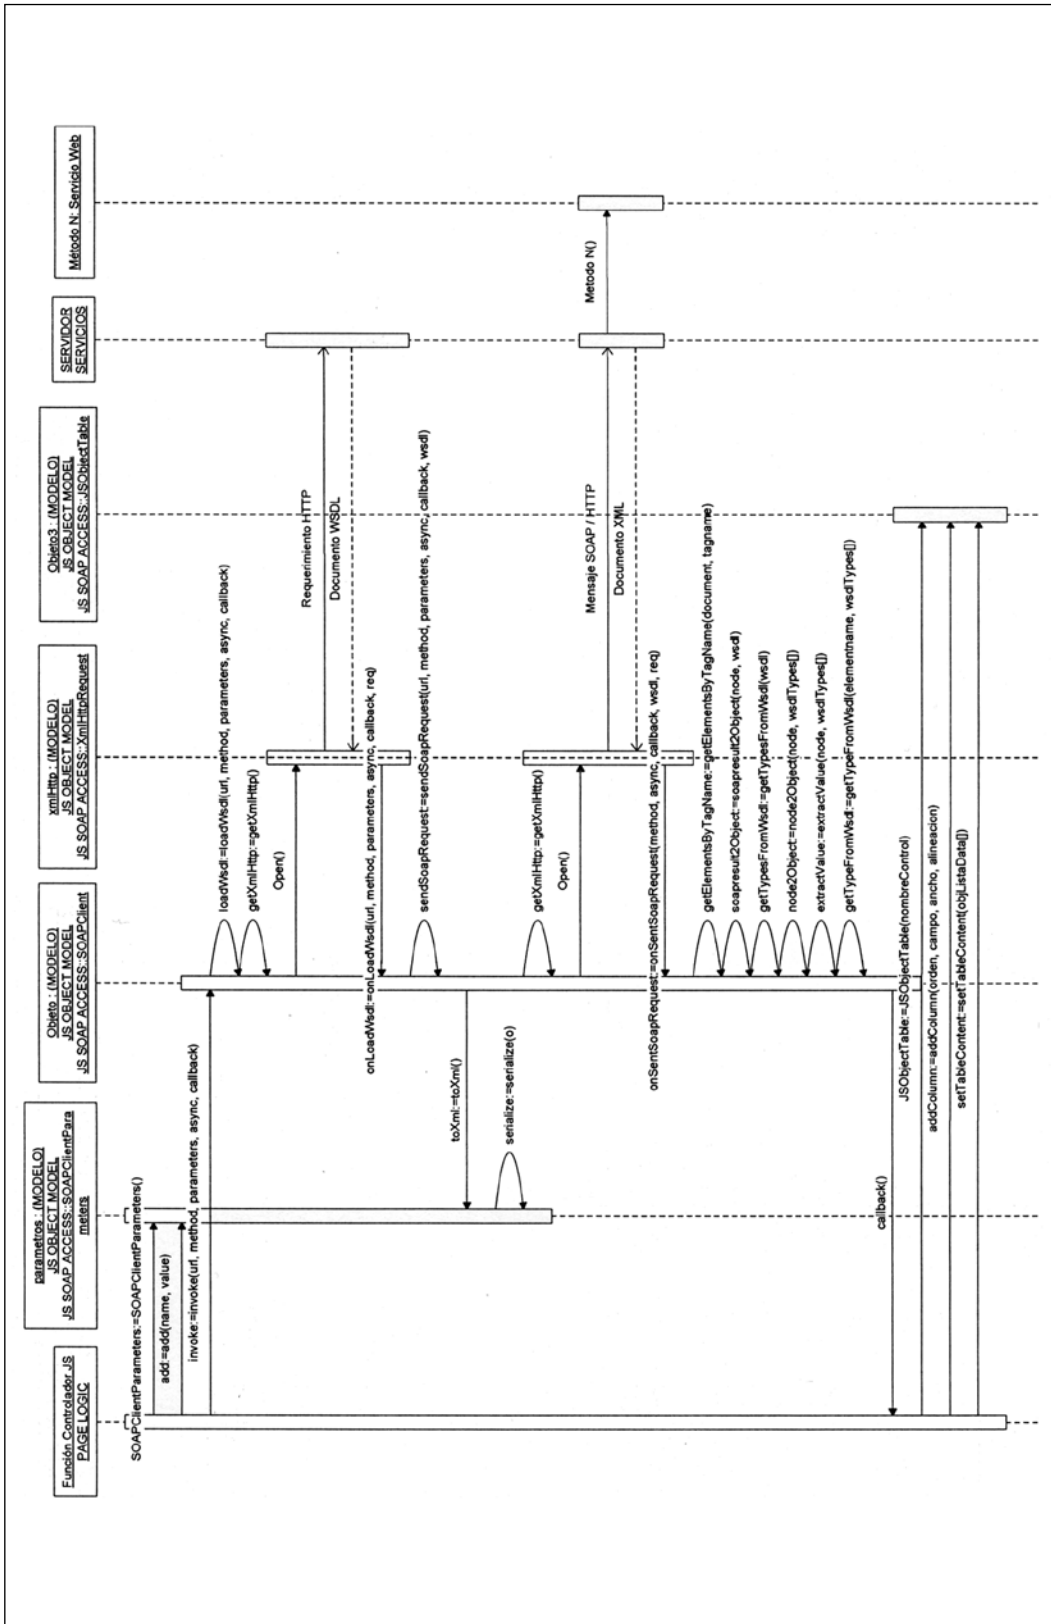 Función Controlador JS
PAGE LOGIC
parametros : (MODELO)
JS OBJECT MODEL
JS SOAP ACCESS::SOAPClientPara
meters
Objeto : (MODELO)
JS OBJECT MODEL
JS SOAP ACCESS::SOAPClient
xmlHttp : (MODELO)
JS OBJECT MODEL
JS SOAP ACCESS::XmlHttpRequest
Objeto3 : (MODELO)
JS OBJECT MODEL
JS SOAP ACCESS::JSObjectTable
SERVIDOR
SERVICIOS
Método N: Servicio Web
SOAPClientParameters:=SOAPClientParameters()
add:=add(name, value)
invoke:=invoke(url, method, parameters, async, callback)
loadWsdl:=loadWsdl(url, method, parameters, async, callback)
getXmlHttp:=getXmlHttp()
Open()
Requerimiento HTTP
Documento WSDL
onLoadWsdl:=onLoadWsdl(url, method, parameters, async, callback, req)
sendSoapRequest:=sendSoapRequest(url, method, parameters, async, callback, wsdl)
toXml:=toXml()
serialize:=serialize(o)
getXmlHttp:=getXmlHttp()
Open()
Mensaje SOAP / HTTP
Metodo N()
Documento XML
onSentSoapRequest:=onSentSoapRequest(method, async, callback, wsdl, req)
getElementsByTagName:=getElementsByTagName(document, tagname)
soapresult2Object:=soapresult2Object(node, wsdl)
getTypesFromWsdl:=getTypesFromWsdl(wsdl)
node2Object:=node2Object(node, wsdlTypes[])
extractValue:=extractValue(node, wsdlTypes[])
getTypeFromWsdl:=getTypeFromWsdl(elementname, wsdlTypes[])
callback()
JSObjectTable:=JSObjectTable(nombreControl)
addColumn:=addColumn(orden, campo, ancho, alineacion)
setTableContent:=setTableContent(objListaData[])